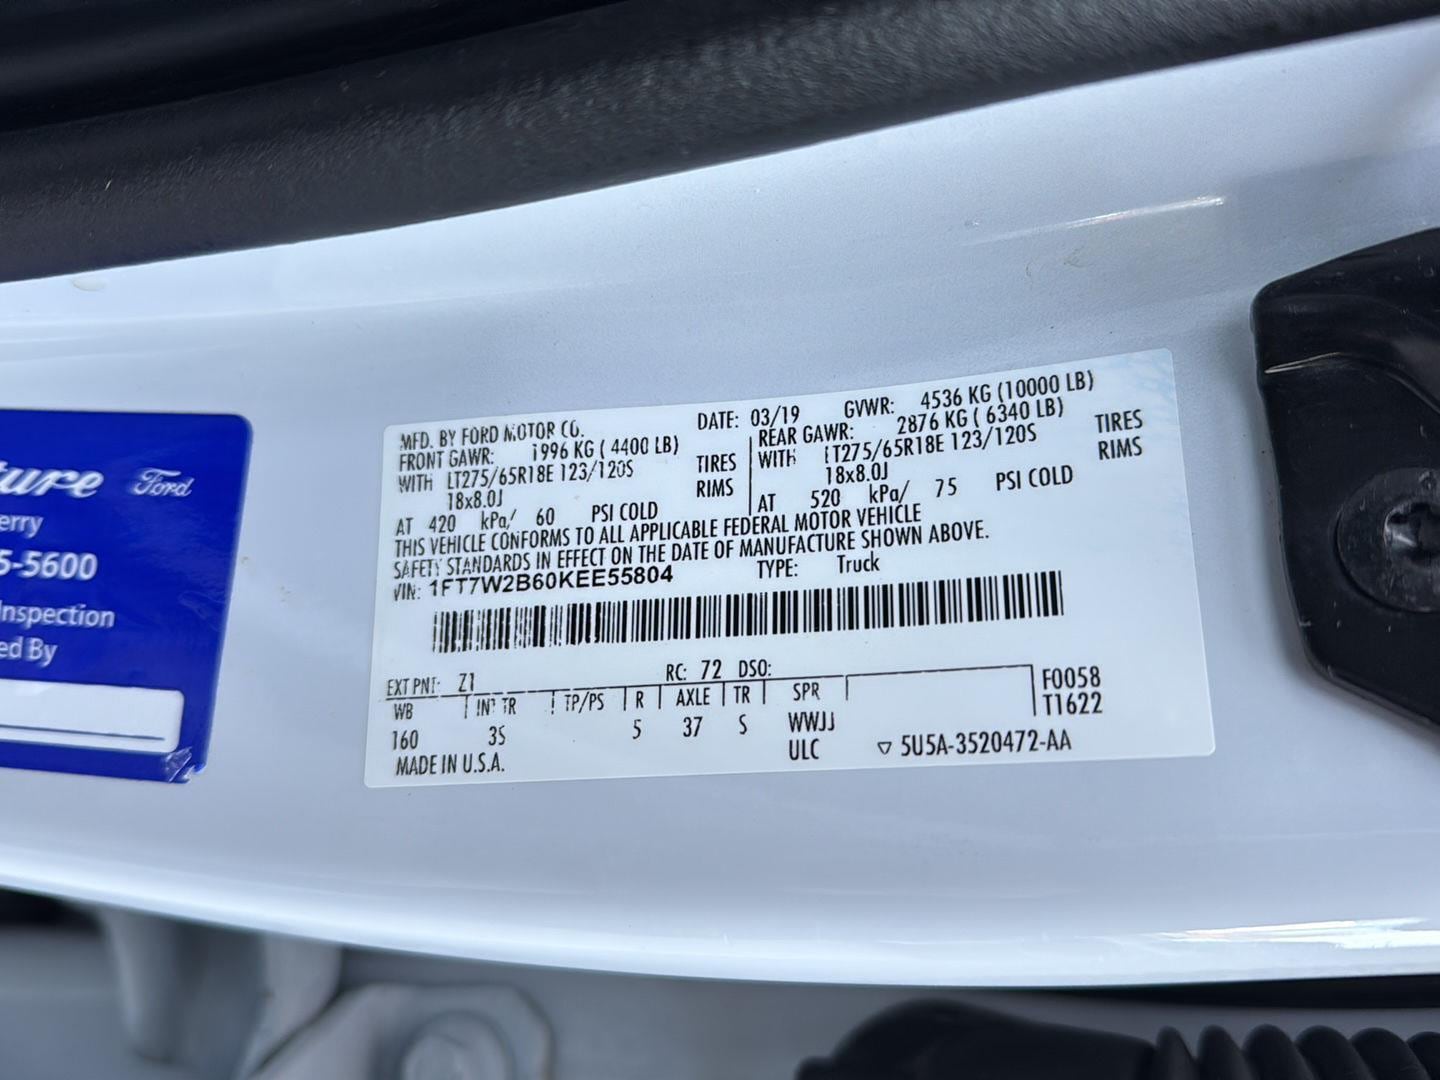 ture Ford
erry
5-5600
Inspection
ed By
MFD. BY FORD MOTOR CO. DATE: 03/19 GVWR: 4536 KG (10000 LB)
FRONT GAWR: 1996 KG ( 4400 LB) REAR GAWR: 2876 KG ( 6340 LB)
WITH LT275/65R18E 123/120S TIRES WITH LT275/65R18E 123/120S TIRES
18x8.0J RIMS 18x8.0J RIMS
AT 420 kPa/ 60 PSI COLD AT 520 kPa/ 75 PSI COLD
THIS VEHICLE CONFORMS TO ALL APPLICABLE FEDERAL MOTOR VEHICLE
SAFETY STANDARDS IN EFFECT ON THE DATE OF MANUFACTURE SHOWN ABOVE.
VIN: 1FT7W2B60KEE55804 TYPE: Truck
EXT PNT: Z1 RC: 72 DSO:
WB INT TR TP/PS R AXLE TR SPR F0058
160 3S 5 37 S WWJJ T1622
ULC ▽ 5U5A-3520472-AA
MADE IN U.S.A.